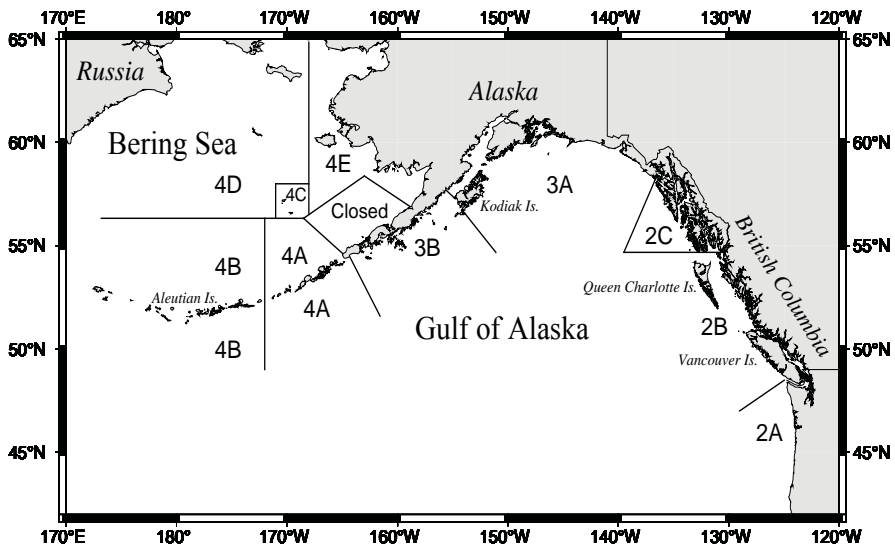 170°E 180° 170°W 160°W 150°W 140°W 130°W 120°W
65°N 65°N
Russia
Alaska
60°N 60°N
Bering Sea
4E
4D 4C 3A
Closed Kodiak Is.
55°N 55°N
2C
3B
4A
4B
British Columbia
Aleutian Is. Queen Charlotte Is.
4A
Gulf of Alaska 2B
50°N 50°N
4B
Vancouver Is.
2A
45°N 45°N
170°E 180° 170°W 160°W 150°W 140°W 130°W 120°W